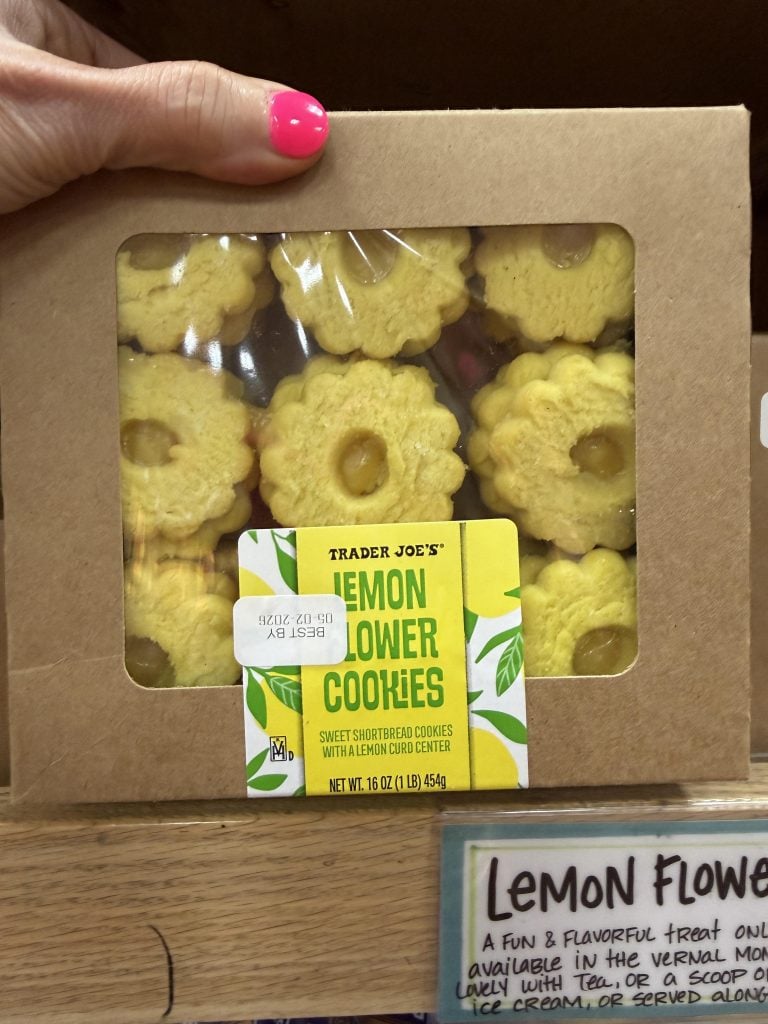 TRADER JOE'S®
LEMON
LOWER
COOKiES
BEST BY
05-02-2026
SWEET SHORTBREAD COOKIES
WITH A LEMON CURD CENTER
D
NET WT. 16 OZ (1 LB) 454g
LEMON FLOWE
A FUN & FLAVORFUL treat ONL
available in the vernal MON
Lovely with Tea, OR a SCOOP O
ice cream, or served along